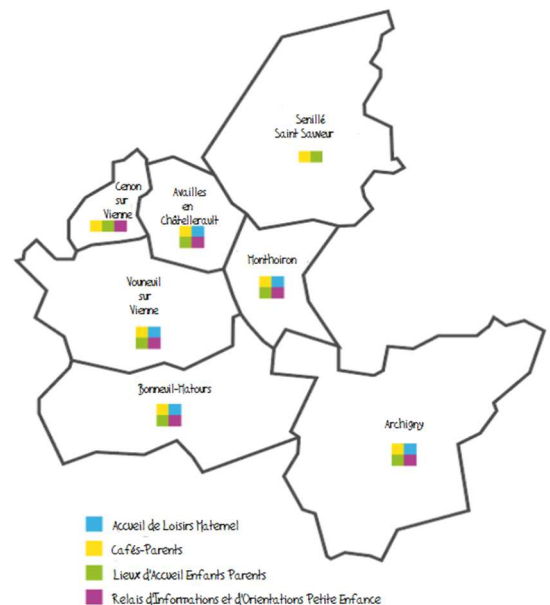 Senillé
Saint Sauveur
Cenon
sur
Vienne
Availles
en
Châtellerault
Monthoiron
Vouneuil
sur
Vienne
Bonneuil-Matours
Archigny
Accueil de Loisirs Maternel
Cafés-Parents
Lieux d'Accueil Enfants Parents
Relais d'Informations et d'Orientations Petite Enfance